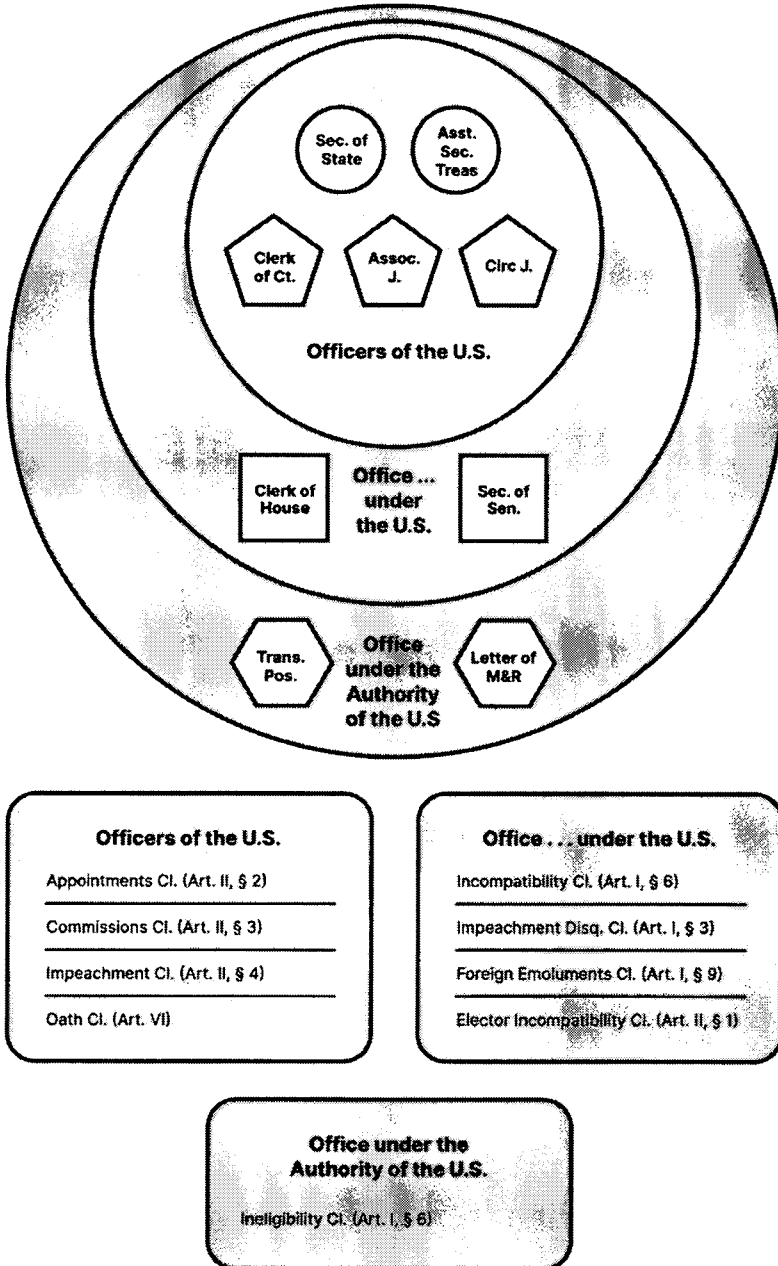 Sec. of
State
Asst.
Sec.
Treas
Clerk
of Ct.
Assoc.
J.
Circ J.
Officers of the U.S.
Clerk of
House
Office ...
under
the U.S.
Sec. of
Sen.
Trans.
Pos.
Office
under the
Authority
of the U.S
Letter of
M&R
Officers of the U.S.
Appointments Cl. (Art. II, § 2)
Commissions Cl. (Art. II, § 3)
Impeachment Cl. (Art. II, § 4)
Oath Cl. (Art. VI)
Office . . . under the U.S.
Incompatibility Cl. (Art. I, § 6)
Impeachment Disq. Cl. (Art. I, § 3)
Foreign Emoluments Cl. (Art. I, § 9)
Elector Incompatibility Cl. (Art. II, § 1)
Office under the
Authority of the U.S.
Ineligibility Cl. (Art. I, § 6)